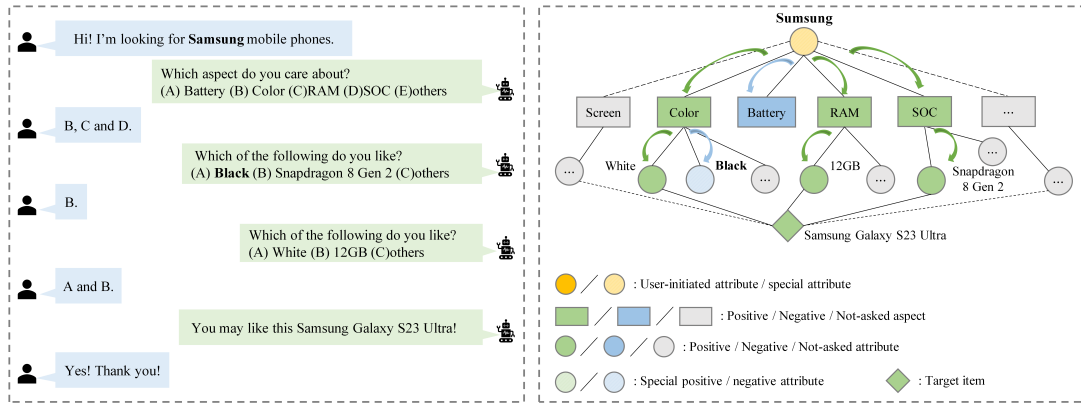 Hi! I'm looking for Samsung mobile phones.
Which aspect do you care about?
(A) Battery (B) Color (C)RAM (D)SOC (E)others
B, C and D.
Which of the following do you like?
(A) Black (B) Snapdragon 8 Gen 2 (C)others
B.
Which of the following do you like?
(A) White (B) 12GB (C)others
A and B.
You may like this Samsung Galaxy S23 Ultra!
Yes! Thank you!
Sumsung
Screen
Color
Battery
RAM
SOC
...
White
Black
12GB
...
...
...
...
...
Snapdragon
8 Gen 2
Samsung Galaxy S23 Ultra
: User-initiated attribute / special attribute
: Positive / Negative / Not-asked aspect
: Positive / Negative / Not-asked attribute
: Special positive / negative attribute
: Target item